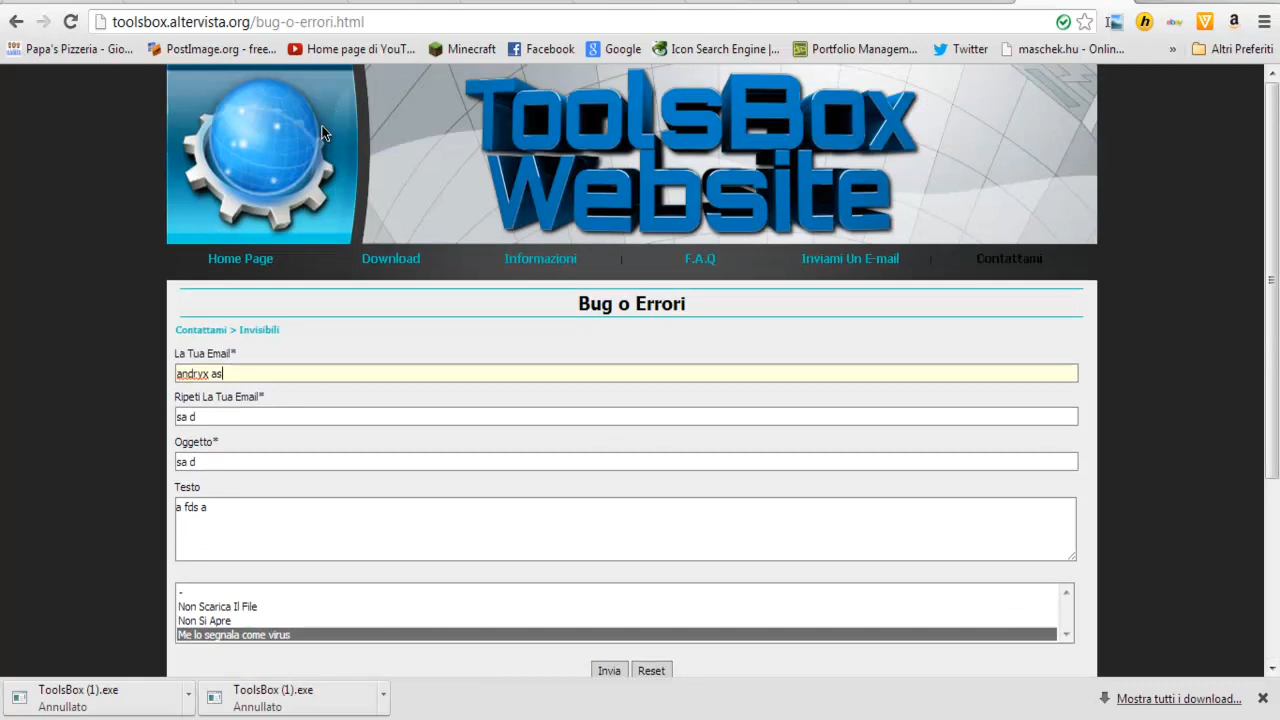 toolsbox.altervista.org/bug-o-errori.html
Papa's Pizzeria - Gio...
PostImage.org - free...
Home page di YouT...
Minecraft
Facebook
Google
Icon Search Engine |...
Portfolio Managem...
Twitter
maschek.hu - Onlin...
»
Altri Preferiti
ToolsBox
Website
Home Page
Download
Informazioni
|
F.A.Q
Inviami Un E-mail
|
Contattami
Bug o Errori
Contattami > Invisibili
La Tua Email*
andryx as
Ripeti La Tua Email*
sa d
Oggetto*
sa d
Testo
a fds a
-
Non Scarica Il File
Non Si Apre
Me lo segnala come virus
Invia
Reset
ToolsBox (1).exe
Annullato
ToolsBox (1).exe
Annullato
Mostra tutti i download...